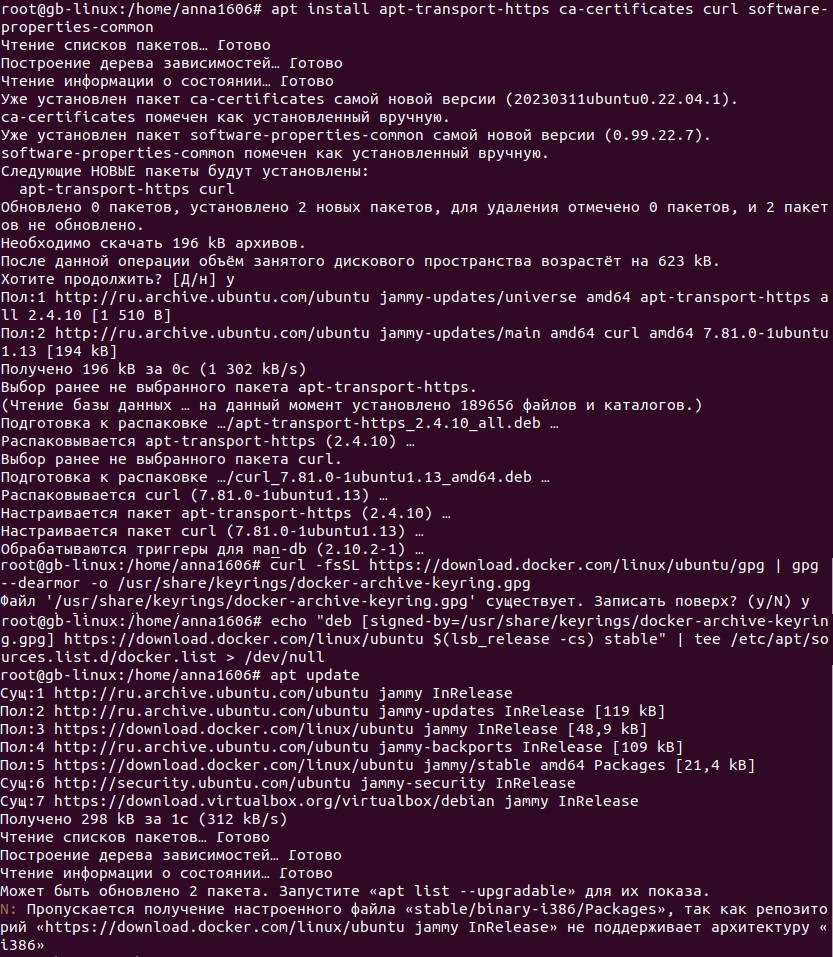 root@gb-linux:/home/anna1606# apt install apt-transport-https ca-certificates curl software-
properties-common
Чтение списков пакетов… Готово
Построение дерева зависимостей… Готово
Чтение информации о состоянии… Готово
Уже установлен пакет ca-certificates самой новой версии (20230311ubuntu0.22.04.1).
ca-certificates помечен как установленный вручную.
Уже установлен пакет software-properties-common самой новой версии (0.99.22.7).
software-properties-common помечен как установленный вручную.
Следующие НОВЫЕ пакеты будут установлены:
  apt-transport-https curl
Обновлено 0 пакетов, установлено 2 новых пакетов, для удаления отмечено 0 пакетов, и 2 пакет
ов не обновлено.
Необходимо скачать 196 kB архивов.
После данной операции объём занятого дискового пространства возрастёт на 623 kB.
Хотите продолжить? [Д/н] y
Пол:1 http://ru.archive.ubuntu.com/ubuntu jammy-updates/universe amd64 apt-transport-https a
ll 2.4.10 [1 510 B]
Пол:2 http://ru.archive.ubuntu.com/ubuntu jammy-updates/main amd64 curl amd64 7.81.0-1ubuntu
1.13 [194 kB]
Получено 196 kB за 0с (1 302 kB/s)
Выбор ранее не выбранного пакета apt-transport-https.
(Чтение базы данных … на данный момент установлено 189656 файлов и каталогов.)
Подготовка к распаковке …/apt-transport-https_2.4.10_all.deb …
Распаковывается apt-transport-https (2.4.10) …
Выбор ранее не выбранного пакета curl.
Подготовка к распаковке …/curl_7.81.0-1ubuntu1.13_amd64.deb …
Распаковывается curl (7.81.0-1ubuntu1.13) …
Настраивается пакет apt-transport-https (2.4.10) …
Настраивается пакет curl (7.81.0-1ubuntu1.13) …
Обрабатываются триггеры для man-db (2.10.2-1) …
root@gb-linux:/home/anna1606# curl -fsSL https://download.docker.com/linux/ubuntu/gpg | gpg
--dearmor -o /usr/share/keyrings/docker-archive-keyring.gpg
Файл '/usr/share/keyrings/docker-archive-keyring.gpg' существует. Записать поверх? (y/N) y
root@gb-linux:/home/anna1606# echo "deb [signed-by=/usr/share/keyrings/docker-archive-keyrin
g.gpg] https://download.docker.com/linux/ubuntu $(lsb_release -cs) stable" | tee /etc/apt/so
urces.list.d/docker.list > /dev/null
root@gb-linux:/home/anna1606# apt update
Сущ:1 http://ru.archive.ubuntu.com/ubuntu jammy InRelease
Пол:2 http://ru.archive.ubuntu.com/ubuntu jammy-updates InRelease [119 kB]
Пол:3 https://download.docker.com/linux/ubuntu jammy InRelease [48,9 kB]
Пол:4 http://ru.archive.ubuntu.com/ubuntu jammy-backports InRelease [109 kB]
Пол:5 https://download.docker.com/linux/ubuntu jammy/stable amd64 Packages [21,4 kB]
Сущ:6 http://security.ubuntu.com/ubuntu jammy-security InRelease
Сущ:7 https://download.virtualbox.org/virtualbox/debian jammy InRelease
Получено 298 kB за 1с (312 kB/s)
Чтение списков пакетов… Готово
Построение дерева зависимостей… Готово
Чтение информации о состоянии… Готово
Может быть обновлено 2 пакета. Запустите «apt list --upgradable» для их показа.
N: Пропускается получение настроенного файла «stable/binary-i386/Packages», так как репозито
рий «https://download.docker.com/linux/ubuntu jammy InRelease» не поддерживает архитектуру «
i386»